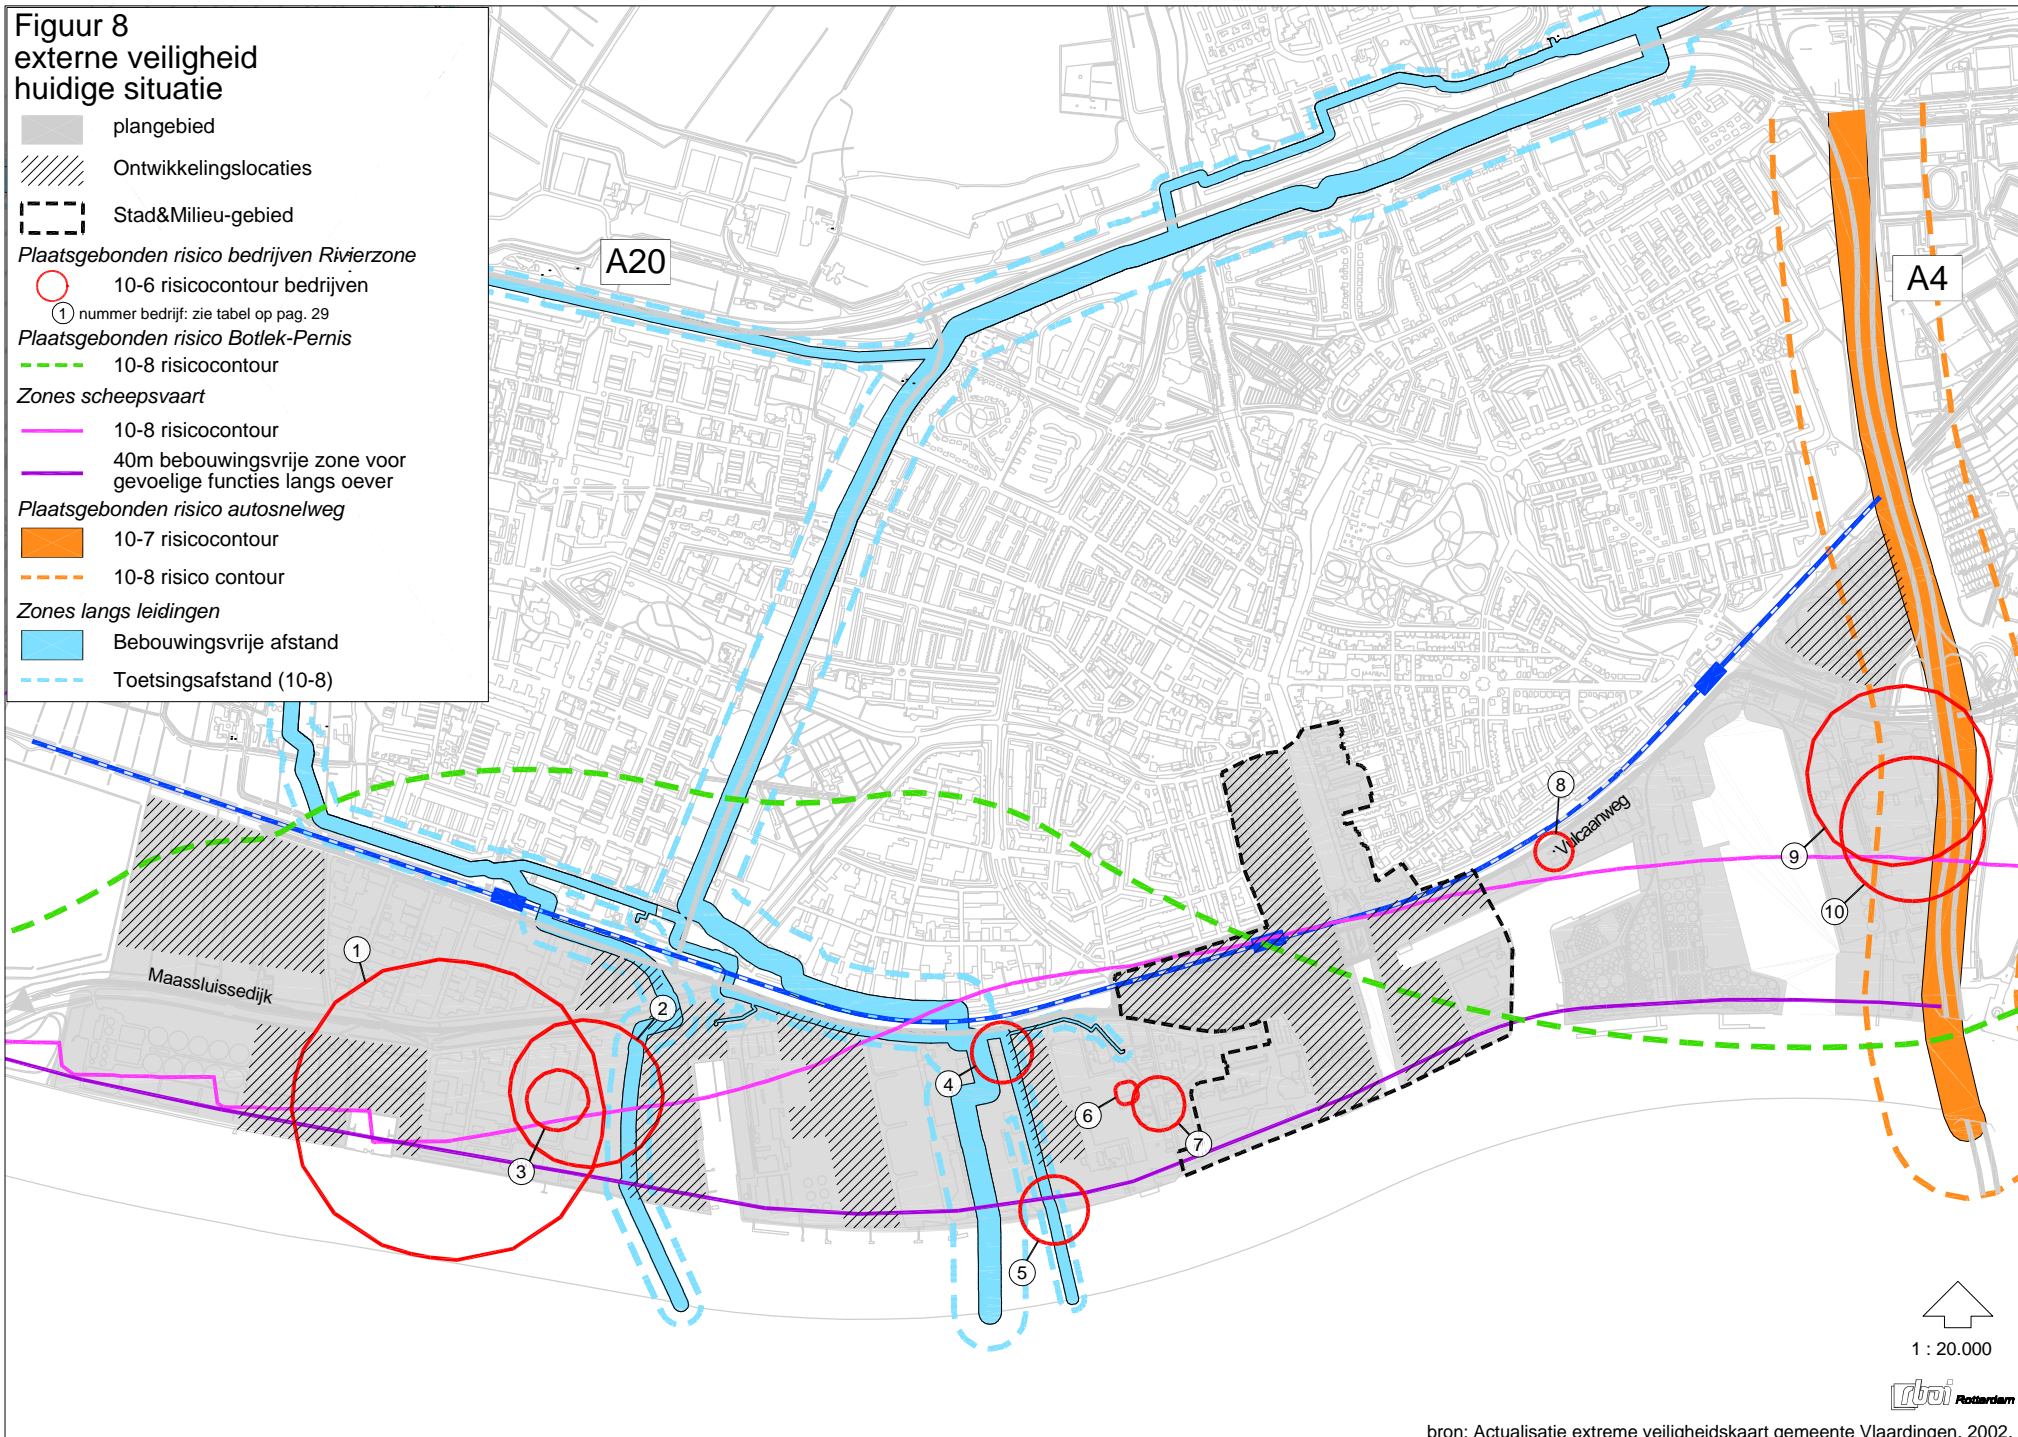 Figuur 8
externe veiligheid
huidige situatie
plangebied
Ontwikkelingslocaties
Stad&Milieu-gebied
Plaatsgebonden risico bedrijven Rivierzone
10-6 risicocontour bedrijven
1 nummer bedrijf: zie tabel op pag. 29
Plaatsgebonden risico Botlek-Pernis
10-8 risicocontour
Zones scheepsvaart
10-8 risicocontour
40m bebouwingsvrije zone voor
gevoelige functies langs oever
Plaatsgebonden risico autosnelweg
10-7 risicocontour
10-8 risico contour
Zones langs leidingen
Bebouwingsvrije afstand
Toetsingsafstand (10-8)
A20
A4
8
Vulcaanweg
9
10
1
Maassluissedijk
2
4
6
7
3
5
1 : 20.000
rboi Rotterdam
bron: Actualisatie extreme veiligheidskaart gemeente Vlaardingen, 2002.